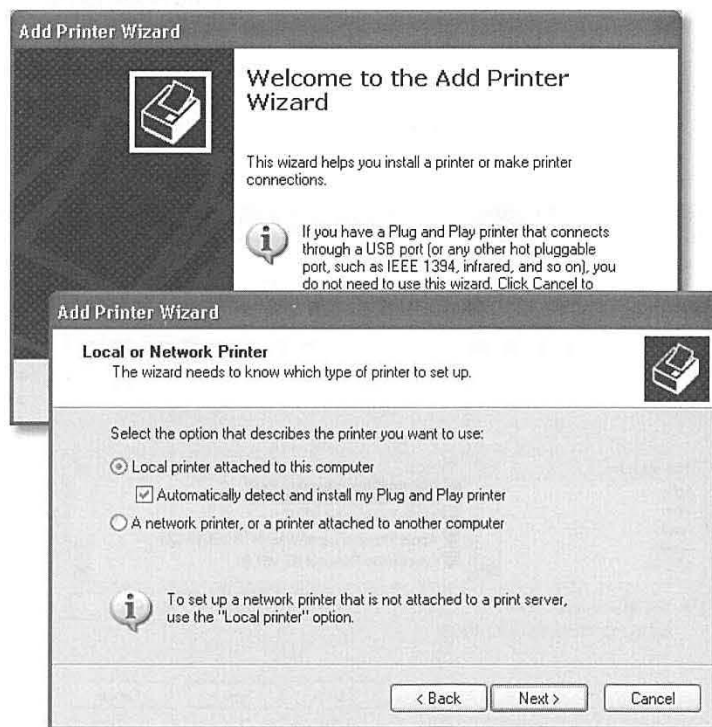 Add Printer Wizard
Welcome to the Add Printer
Wizard
This wizard helps you install a printer or make printer
connections.
If you have a Plug and Play printer that connects
through a USB port (or any other hot pluggable
port, such as IEEE 1394, infrared, and so on), you
do not need to use this wizard. Click Cancel to
Add Printer Wizard
Local or Network Printer
The wizard needs to know which type of printer to set up.
Select the option that describes the printer you want to use:
Local printer attached to this computer
Automatically detect and install my Plug and Play printer
A network printer, or a printer attached to another computer
To set up a network printer that is not attached to a print server,
use the "Local printer" option.
< Back Next > Cancel